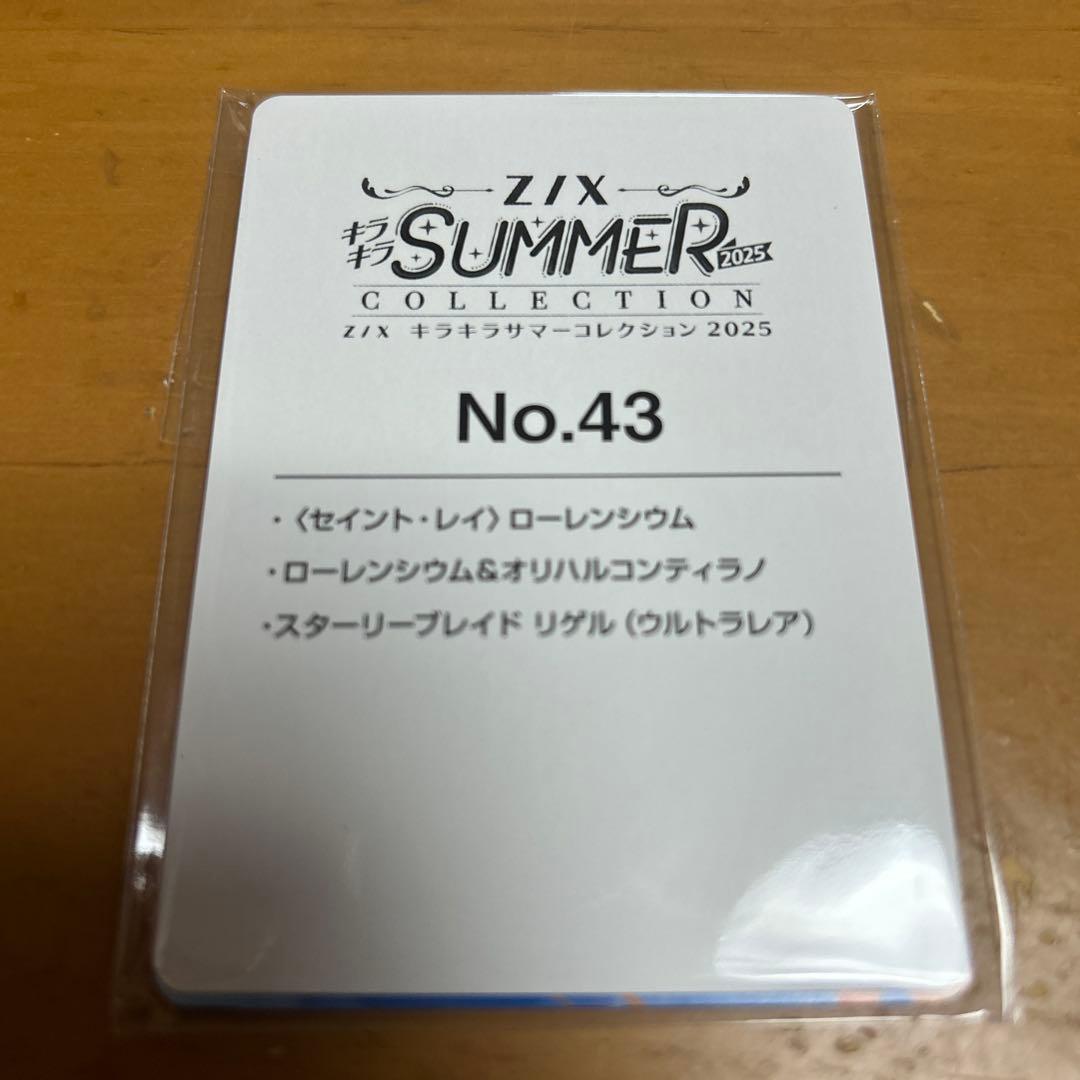 Z/X
キラキラ SUMMER 2025
COLLECTION
Z/X キラキラサマーコレクション 2025
No.43
・〈セイント・レイ〉ローレンシウム
・ローレンシウム&オリハルコンティラノ
・スターリーブレイド リゲル(ウルトラレア)